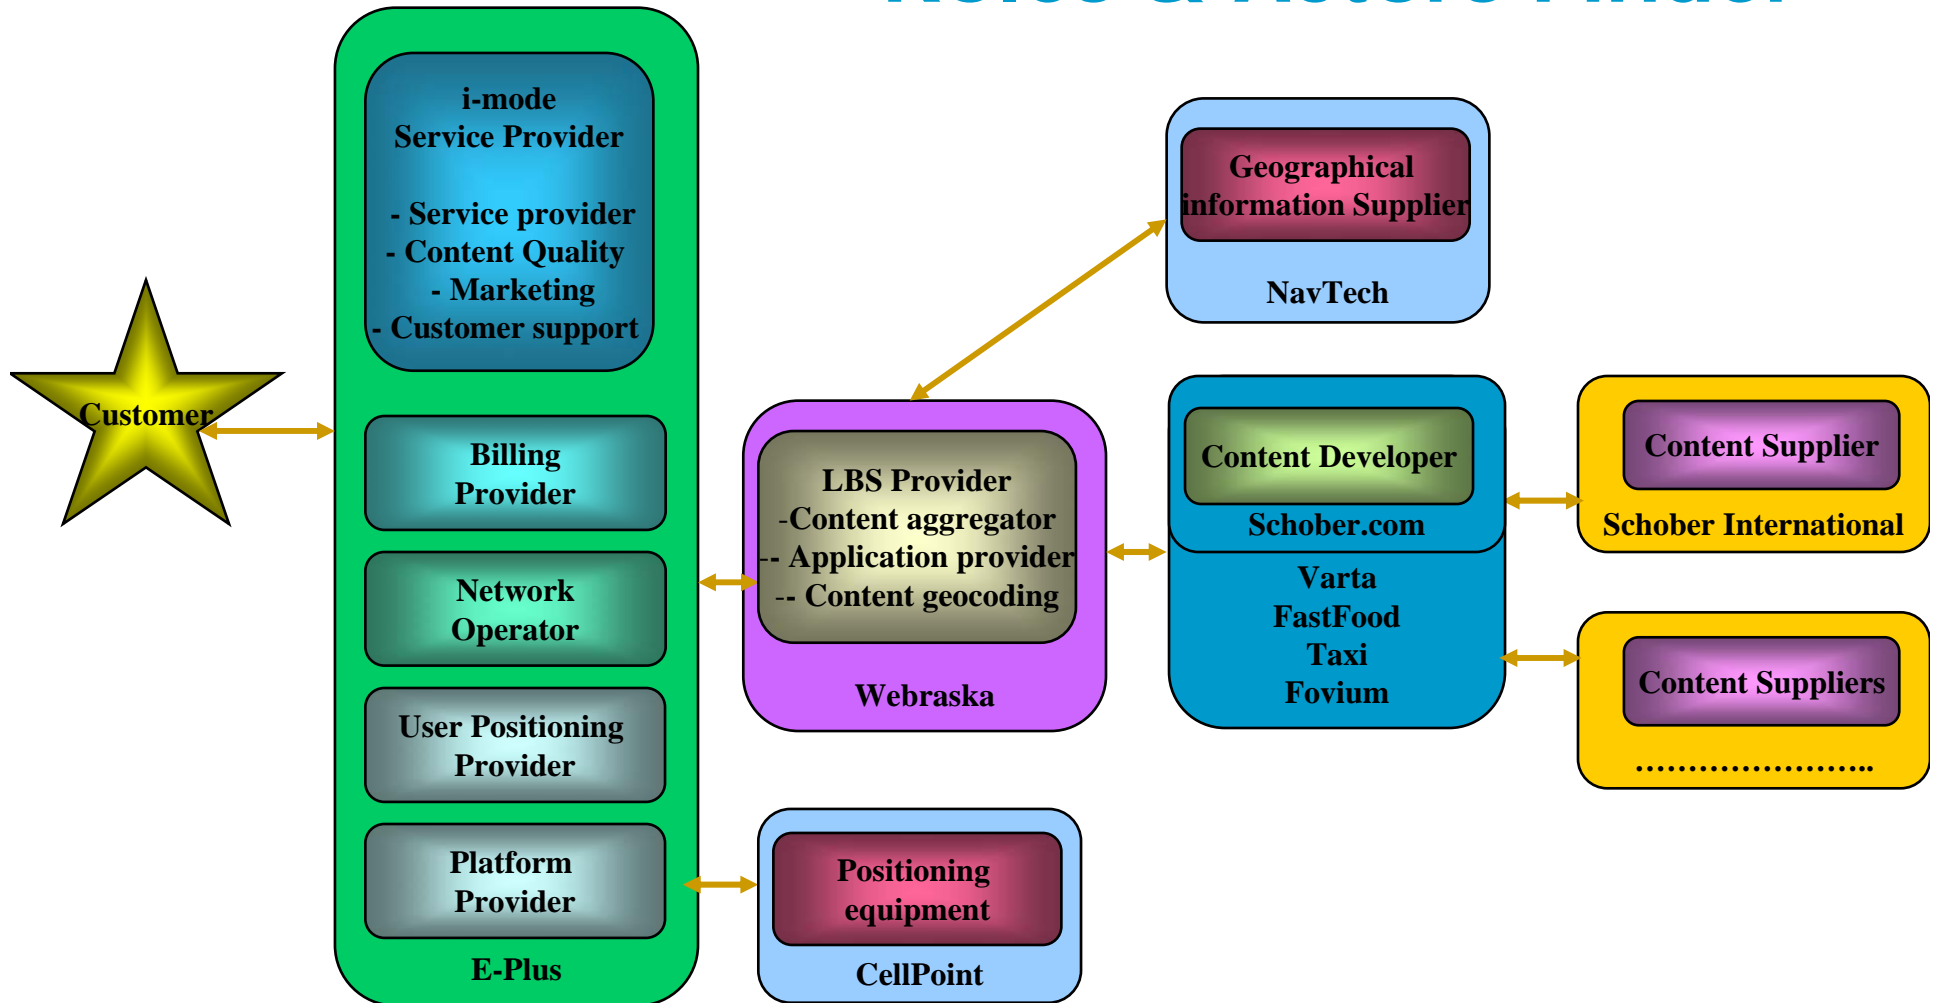 i-mode
Service Provider
- Service provider
- Content Quality
- Marketing
- Customer support
Customer
Billing
Provider
Network
Operator
User Positioning
Provider
Platform
Provider
E-Plus
LBS Provider
-Content aggregator
-- Application provider
-- Content geocoding
Webraska
Positioning
equipment
CellPoint
Geographical
information Supplier
NavTech
Content Developer
Schober.com
Varta
FastFood
Taxi
Fovium
Content Supplier
Schober International
Content Suppliers
…………………..